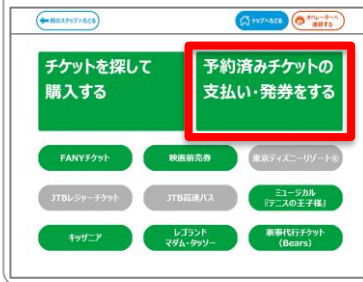 前のステップへもどる
トップへもどる
オペレーターへ
連絡する
チケットを探して
購入する
予約済みチケットの
支払い・発券をする
FANYチケット
映画前売券
東京ディズニーリゾート®
JTBレジャーチケット
JTB高速バス
ミュージカル
『テニスの王子様』
キッザニア
レゴランド
マダム・タッソー
家事代行チケット
(Bears)